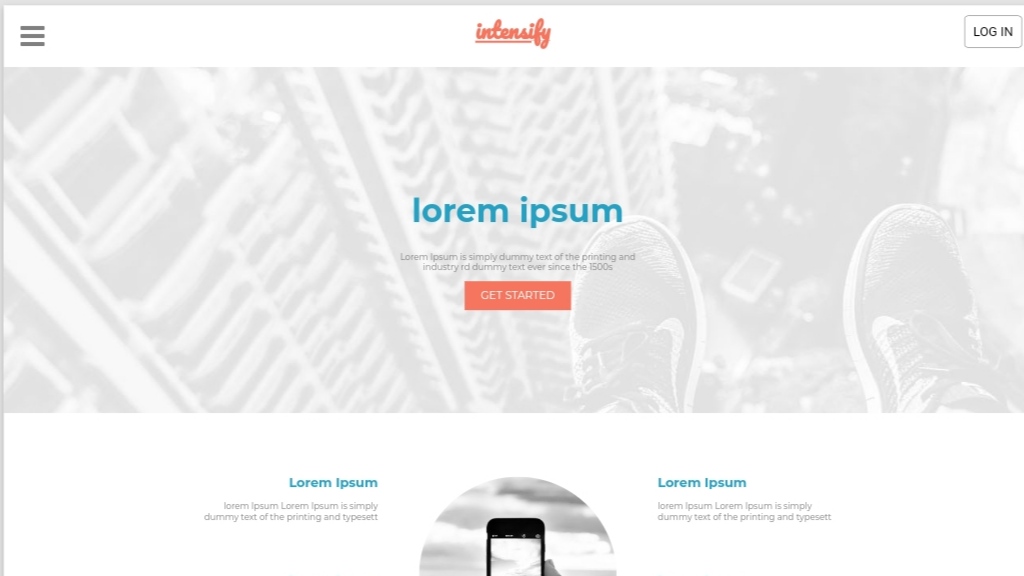 intensify
LOG IN
lorem ipsum
Lorem Ipsum is simply dummy text of the printing and
industry rd dummy text ever since the 1500s
GET STARTED
Lorem Ipsum
lorem Ipsum Lorem Ipsum is simply
dummy text of the printing and typesett
Lorem Ipsum
lorem Ipsum Lorem Ipsum is simply
dummy text of the printing and typesett